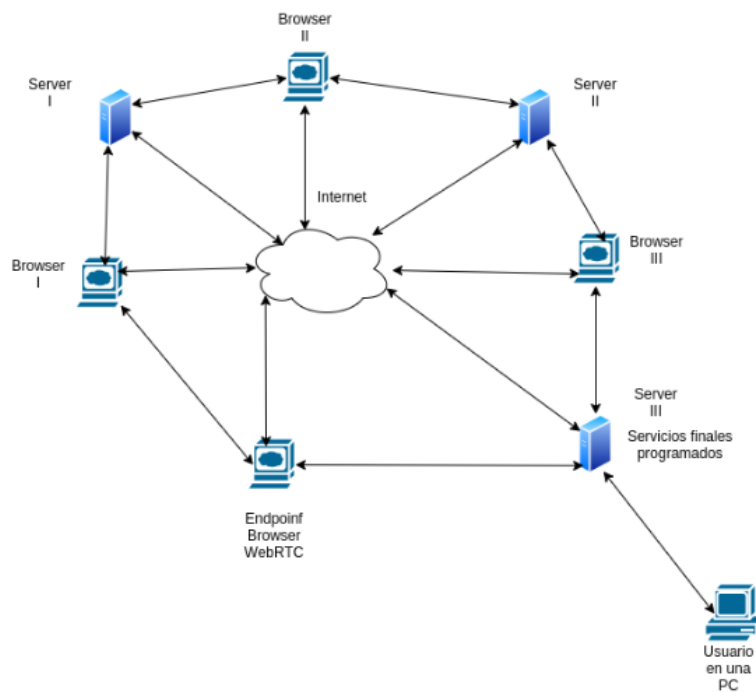 Browser
II
Server
I
Server
II
Internet
Browser
I
Browser
III
Server
III
Servicios finales
programados
Endpoinf
Browser
WebRTC
Usuario
en una
PC